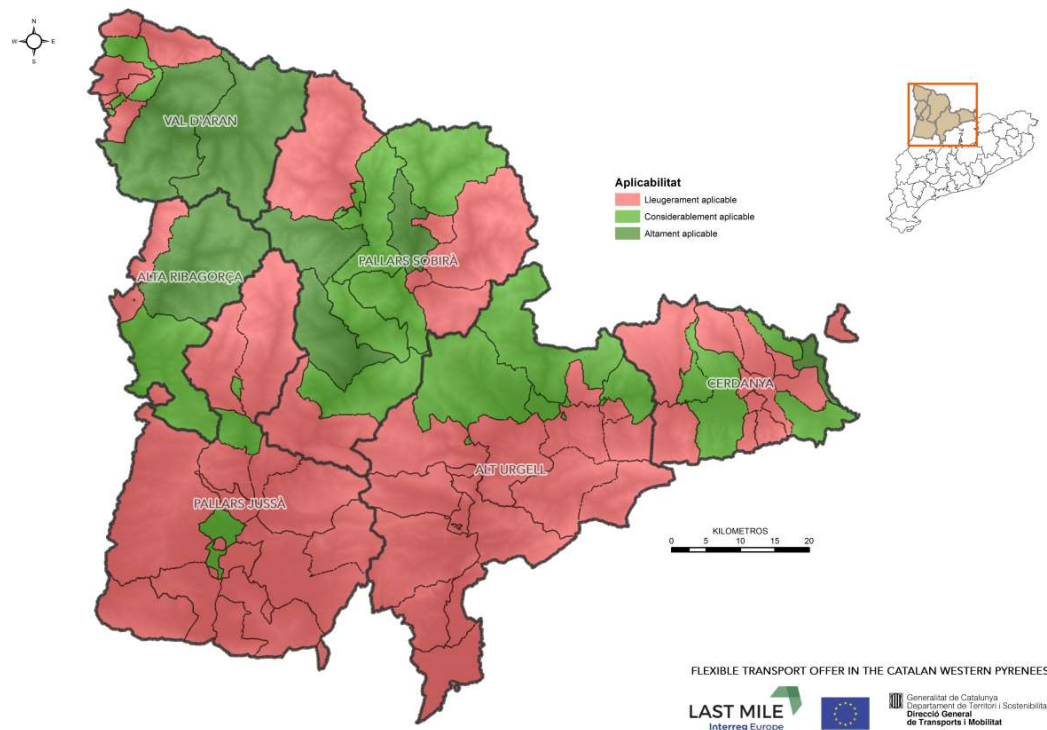 N
W E
S
VAL D'ARAN
Aplicabilitat
Lleugerament aplicable
Considerablement aplicable
Altament aplicable
PALLARS SOBIRÀ
ALTA RIBAGORÇA
CERDANYA
ALT URGELL
PALLARS JUSSÀ
KILOMETROS
0 5 10 15 20
FLEXIBLE TRANSPORT OFFER IN THE CATALAN WESTERN PYRENEES
LAST MILE
Interreg Europe
Generalitat de Catalunya
Departament de Territori i Sostenibilita
Direcció General
de Transports i Mobilitat